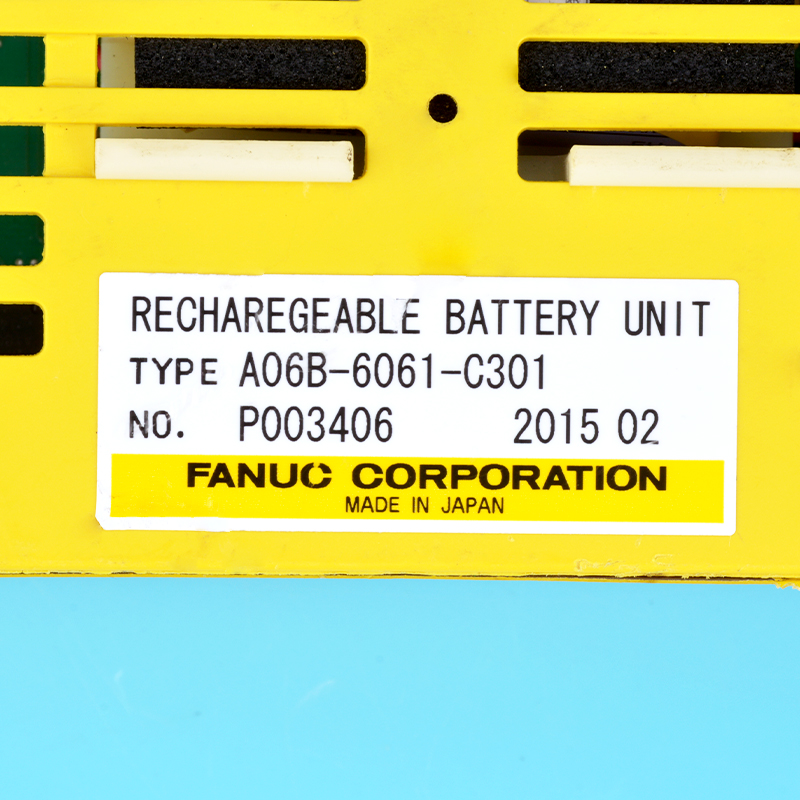 RECHAREGEABLE BATTERY UNIT
TYPE A06B-6061-C301
NO. P003406 2015 02
FANUC CORPORATION
MADE IN JAPAN